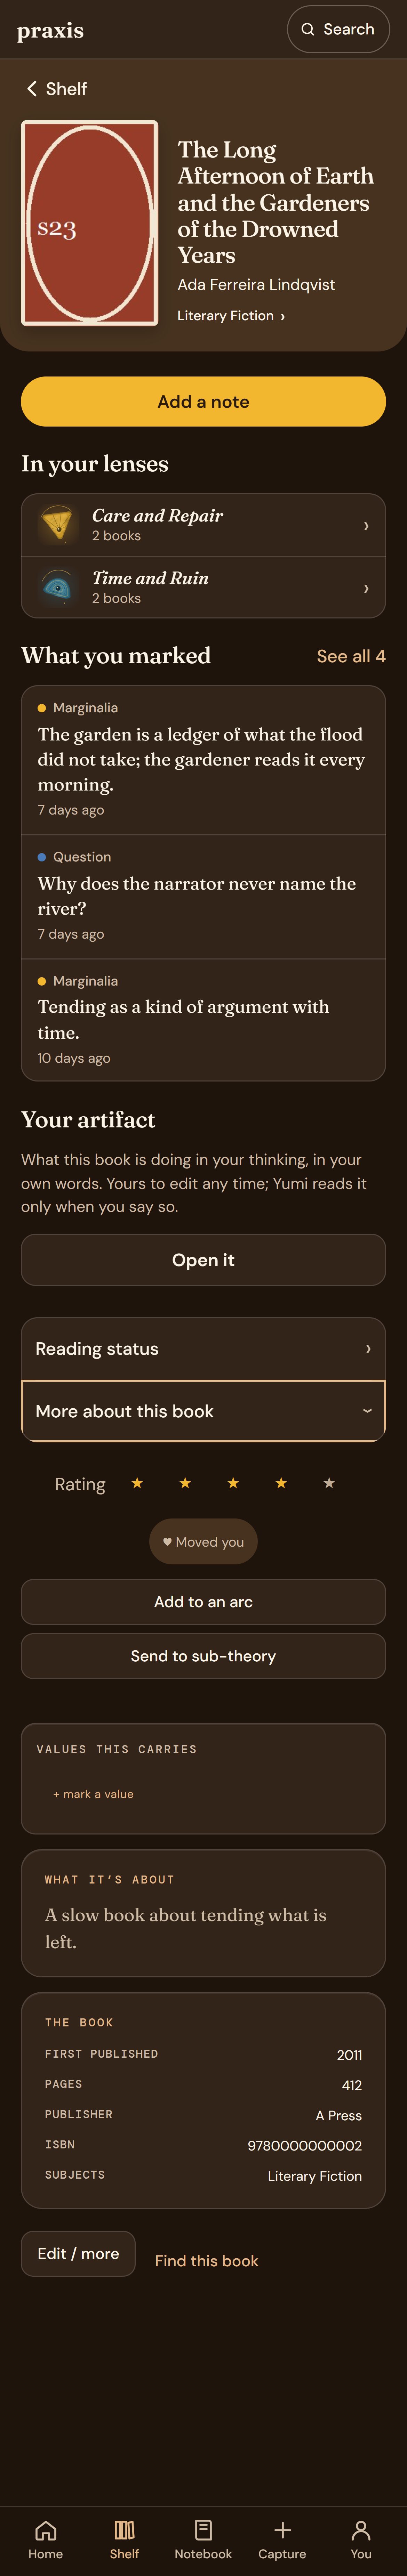 praxis
Search
Shelf
s23
The Long
Afternoon of Earth
and the Gardeners
of the Drowned
Years
Ada Ferreira Lindqvist
Literary Fiction ›
Add a note
In your lenses
Care and Repair
2 books
›
Time and Ruin
2 books
›
What you marked
See all 4
Marginalia
The garden is a ledger of what the flood
did not take; the gardener reads it every
morning.
7 days ago
Question
Why does the narrator never name the
river?
7 days ago
Marginalia
Tending as a kind of argument with
time.
10 days ago
Your artifact
What this book is doing in your thinking, in your
own words. Yours to edit any time; Yumi reads it
only when you say so.
Open it
Reading status ›
More about this book ›
Rating ★ ★ ★ ★ ★
♥ Moved you
Add to an arc
Send to sub-theory
VALUES THIS CARRIES
+ mark a value
WHAT IT'S ABOUT
A slow book about tending what is
left.
THE BOOK
FIRST PUBLISHED 2011
PAGES 412
PUBLISHER A Press
ISBN 9780000000002
SUBJECTS Literary Fiction
Edit / more
Find this book
Home
Shelf
Notebook
Capture
You